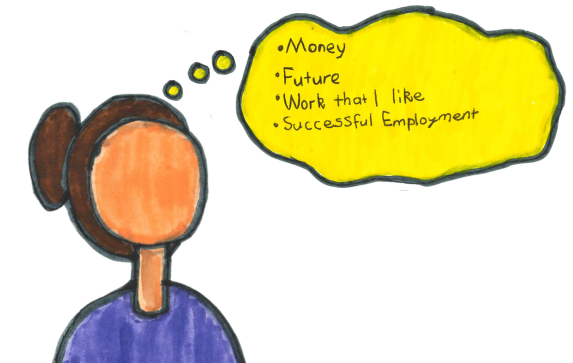 •Money
•Future
•Work that I like
•Successful Employment